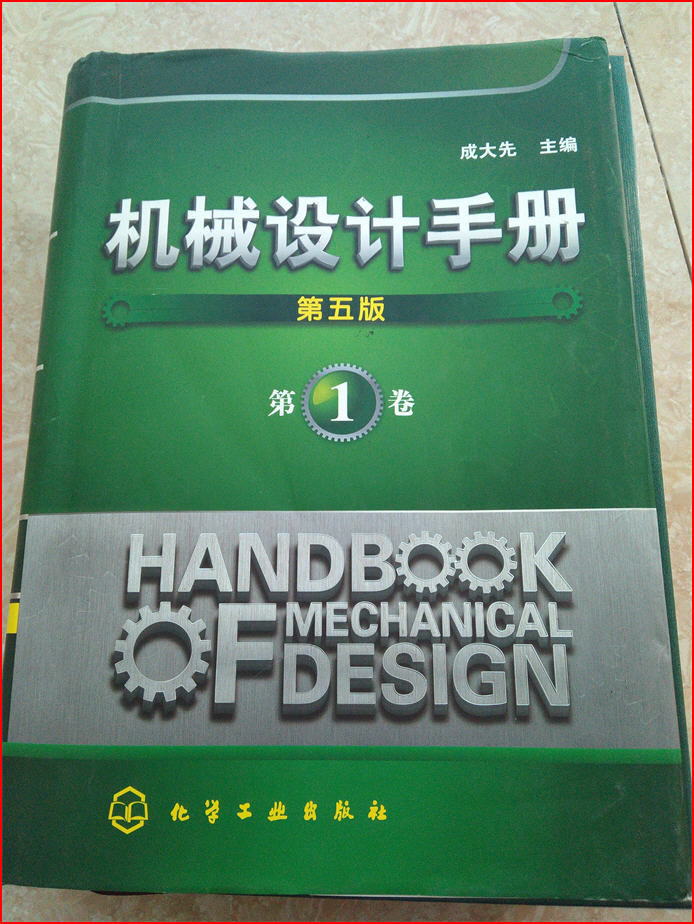 成大先 主编
机械设计手册
第五版
第1卷
HANDBOOK
OF MECHANICAL
DESIGN
化学工业出版社